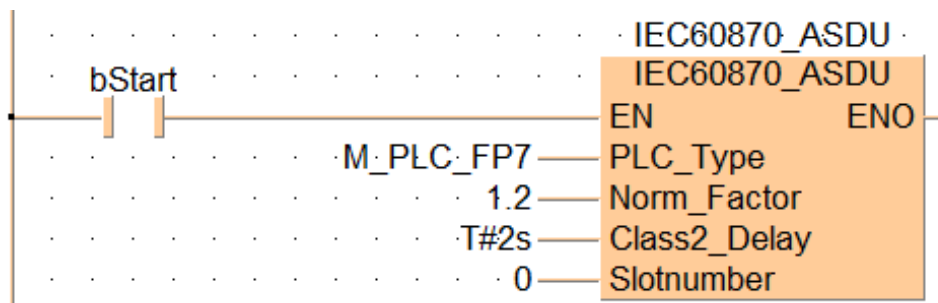 IEC60870_ASDU
bStart IEC60870_ASDU
EN ENO
M_PLC_FP7 PLC_Type
1.2 Norm_Factor
T#2s Class2_Delay
0 Slotnumber